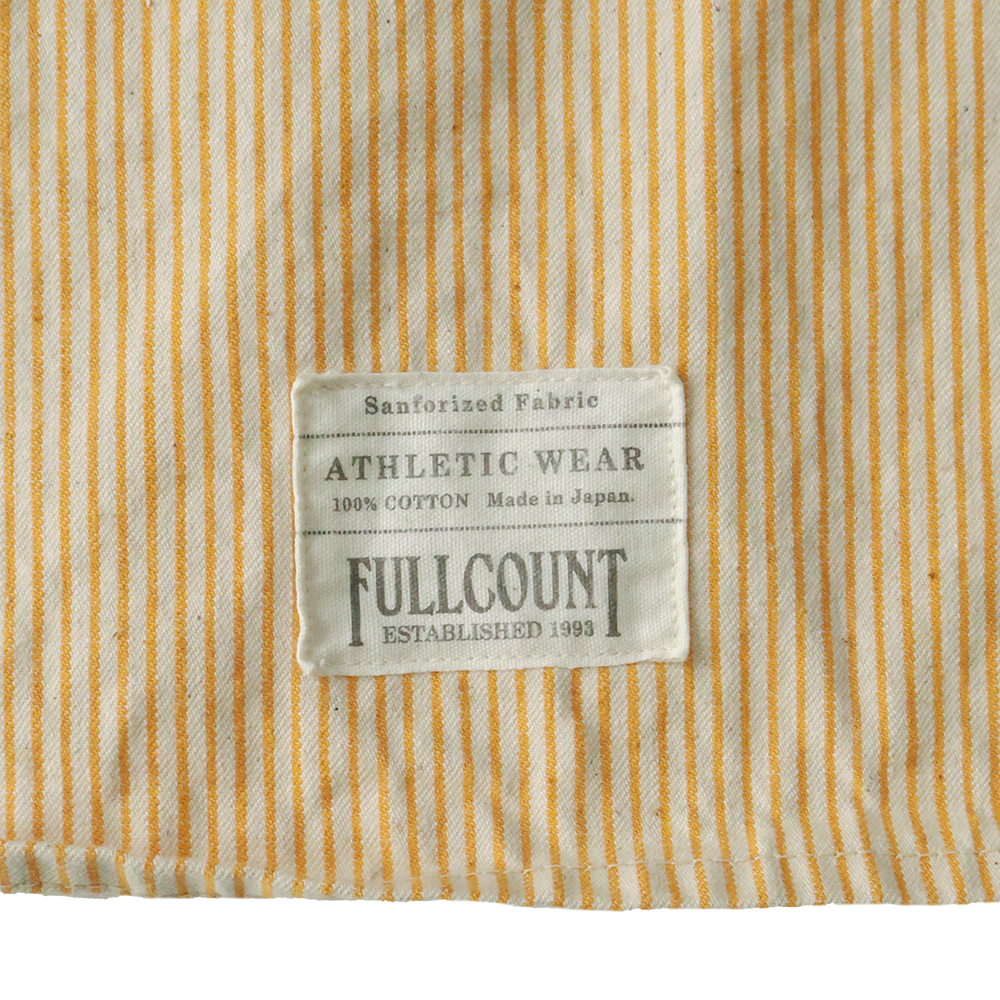 Sanforized Fabric
ATHLETIC WEAR
100% COTTON Made in Japan.
FULLCOUNT
ESTABLISHED 1993